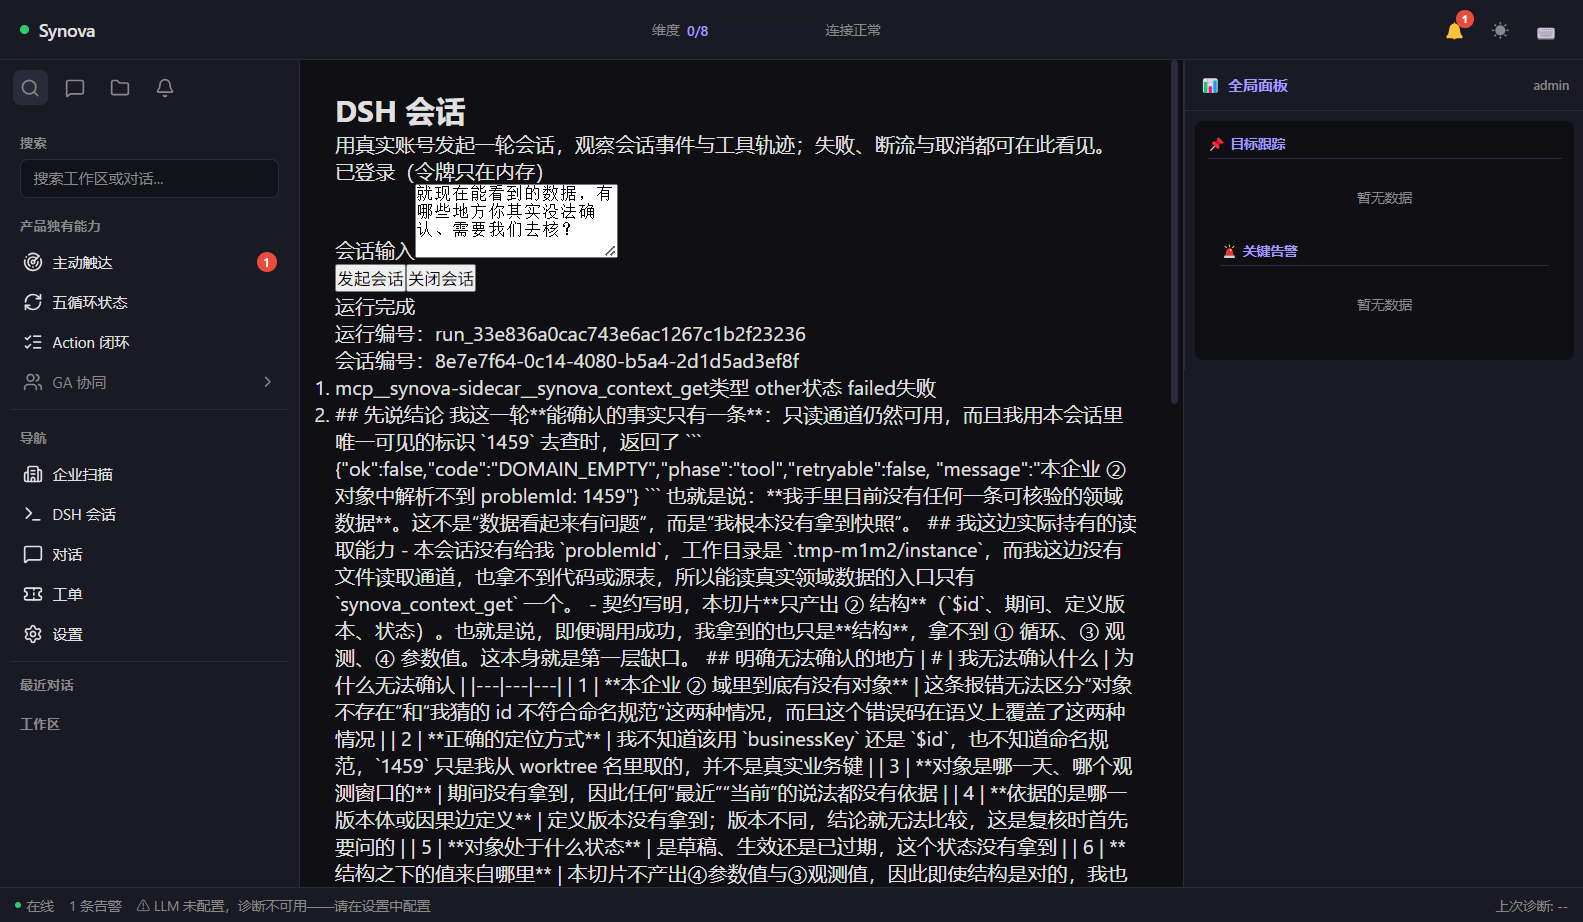 Synova
维度 0/8
连接正常
1
搜索
搜索工作区或对话...
产品独有能力
主动触达
1
五循环状态
Action 闭环
GA 协同
导航
企业扫描
DSH 会话
对话
工单
设置
最近对话
工作区
DSH 会话
用真实账号发起一轮会话，观察会话事件与工具轨迹；失败、断流与取消都可在此看见。
已登录（令牌只在内存）
就现在能看到的数据，有
哪些地方你其实没法确
认、需要我们去核？
会话输入
发起会话关闭会话
运行完成
运行编号：run_33e836a0cac743e6ac1267c1b2f23236
会话编号：8e7e7f64-0c14-4080-b5a4-2d1d5ad3ef8f
1. mcp__synova-sidecar__synova_context_get类型 other状态 failed失败
2. ## 先说结论 我这一轮**能确认的事实只有一条**：只读通道仍然可用，而且我用本会话里
唯一可见的标识 `1459` 去查时，返回了 ```
{"ok":false,"code":"DOMAIN_EMPTY","phase":"tool","retryable":false, "message":"本企业 ②
对象中解析不到 problemId: 1459"} ``` 也就是说：**我手里目前没有任何一条可核验的领域
数据**。这不是“数据看起来有问题”，而是“我根本没有拿到快照”。 ## 我这边实际持有的读
取能力 - 本会话没有给我 `problemId`，工作目录是 `.tmp-m1m2/instance`，而我这边没有
文件读取通道，也拿不到代码或源表，所以能读真实领域数据的入口只有
`synova_context_get` 一个。 - 契约写明，本切片**只产出 ② 结构**（`$id`、期间、定义版
本、状态）。也就是说，即便调用成功，我拿到的也只是**结构**，拿不到 ① 循环、③ 观
测、④ 参数值。这本身就是第一层缺口。 ## 明确无法确认的地方 | # | 我无法确认什么 | 为
什么无法确认 | |---|---|---| | 1 | **本企业 ② 域里到底有没有对象** | 这条报错无法区分“对象
不存在”和“我猜的 id 不符合命名规范”这两种情况，而且这个错误码在语义上覆盖了这两种
情况 | | 2 | **正确的定位方式** | 我不知道该用 `businessKey` 还是 `$id`，也不知道命名规
范，`1459` 只是我从 worktree 名里取的，并不是真实业务键 | | 3 | **对象是哪一天、哪个观
测窗口的** | 期间没有拿到，因此任何“最近”“当前”的说法都没有依据 | | 4 | **依据的是哪一
版本体或因果边定义** | 定义版本没有拿到；版本不同，结论就无法比较，这是复核时首先
要问的 | | 5 | **对象处于什么状态** | 是草稿、生效还是已过期，这个状态没有拿到 | | 6 | **
结构之下的值来自哪里** | 本切片不产出④参数值与③观测值，因此即使结构是对的，我也
全局面板
admin
目标跟踪
暂无数据
关键告警
暂无数据
在线
1 条告警
⚠ LLM 未配置，诊断不可用——请在设置中配置
上次诊断: --